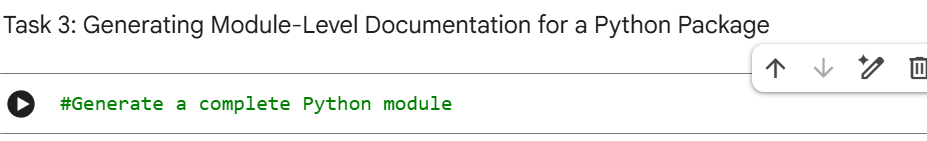 Task 3: Generating Module-Level Documentation for a Python Package
#Generate a complete Python module